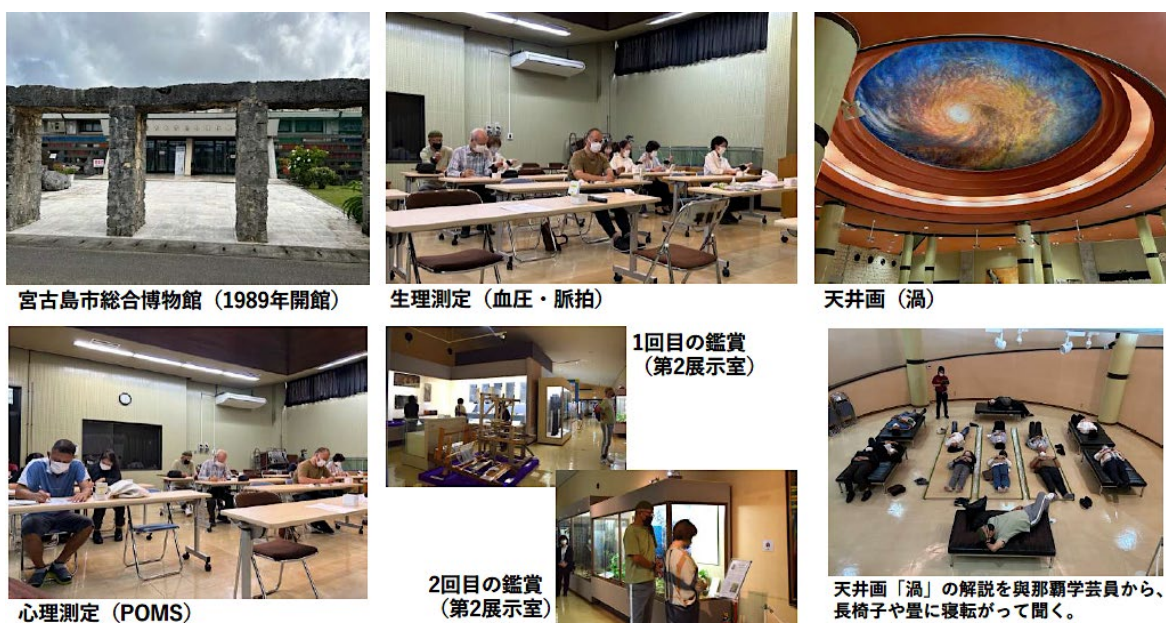 宮古島市総合博物館（1989年開館）
生理測定（血圧・脈拍）
天井画（渦）
1回目の鑑賞
（第2展示室）
心理測定（POMS）
2回目の鑑賞
（第2展示室）
天井画「渦」の解説を與那覇学芸員から、
長椅子や畳に寝転がって聞く。